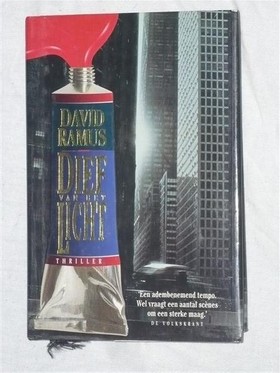 DAVID
RAMUS
DIEF
VAN HET
LICHT
THRILLER
'Een adembenemend tempo.
Wel vraagt een aantal scènes
om een sterke maag.'
DE VOLKSKRANT